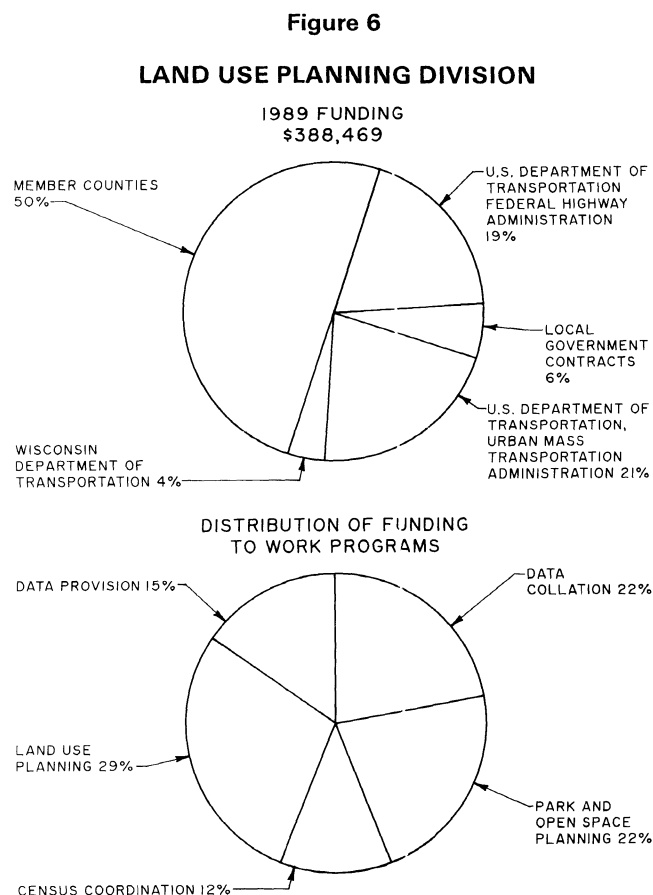 Figure 6
LAND USE PLANNING DIVISION
1989 FUNDING
$388,469
MEMBER COUNTIES
50%
U.S. DEPARTMENT OF
TRANSPORTATION
FEDERAL HIGHWAY
ADMINISTRATION
19%
LOCAL
GOVERNMENT
CONTRACTS
6%
U.S. DEPARTMENT OF
TRANSPORTATION,
URBAN MASS
TRANSPORTATION
ADMINISTRATION 21%
WISCONSIN
DEPARTMENT OF
TRANSPORTATION 4%
DISTRIBUTION OF FUNDING
TO WORK PROGRAMS
DATA PROVISION 15%
DATA
COLLATION 22%
LAND USE
PLANNING 29%
PARK AND
OPEN SPACE
PLANNING 22%
CENSUS COORDINATION 12%